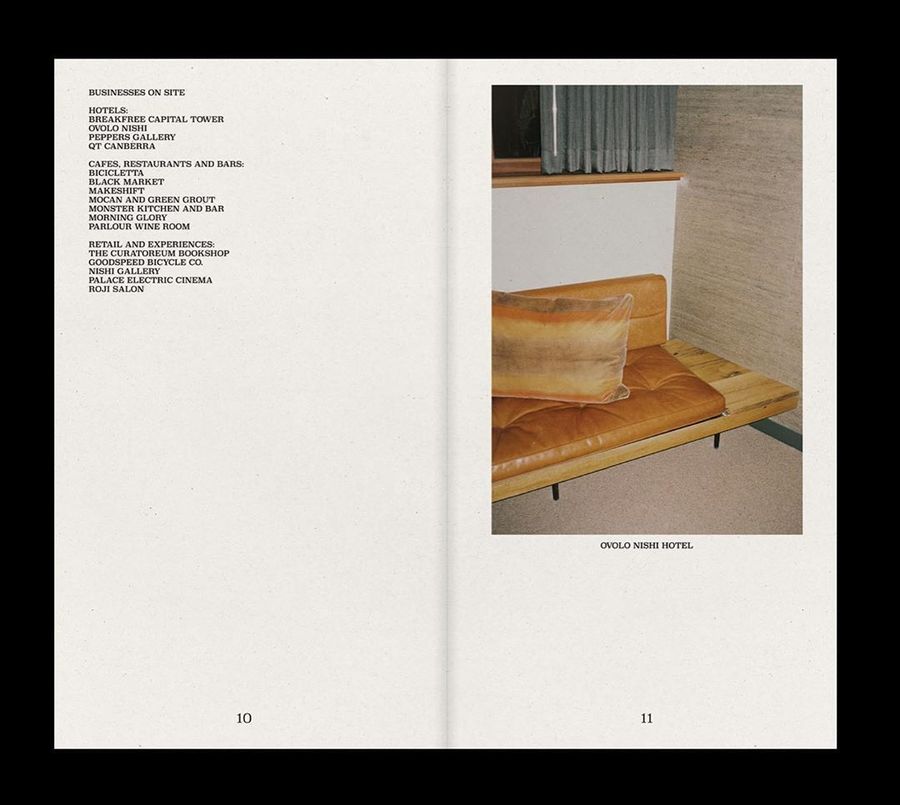 BUSINESSES ON SITE
HOTELS:
BREAKFREE CAPITAL TOWER
OVOLO NISHI
PEPPERS GALLERY
QT CANBERRA
CAFES, RESTAURANTS AND BARS:
BICICLETTA
BLACK MARKET
MAKESHIFT
MOCAN AND GREEN GROUT
MONSTER KITCHEN AND BAR
MORNING GLORY
PARLOUR WINE ROOM
RETAIL AND EXPERIENCES:
THE CURATOREUM BOOKSHOP
GOODSPEED BICYCLE CO.
NISHI GALLERY
PALACE ELECTRIC CINEMA
ROJI SALON
10
OVOLO NISHI HOTEL
11